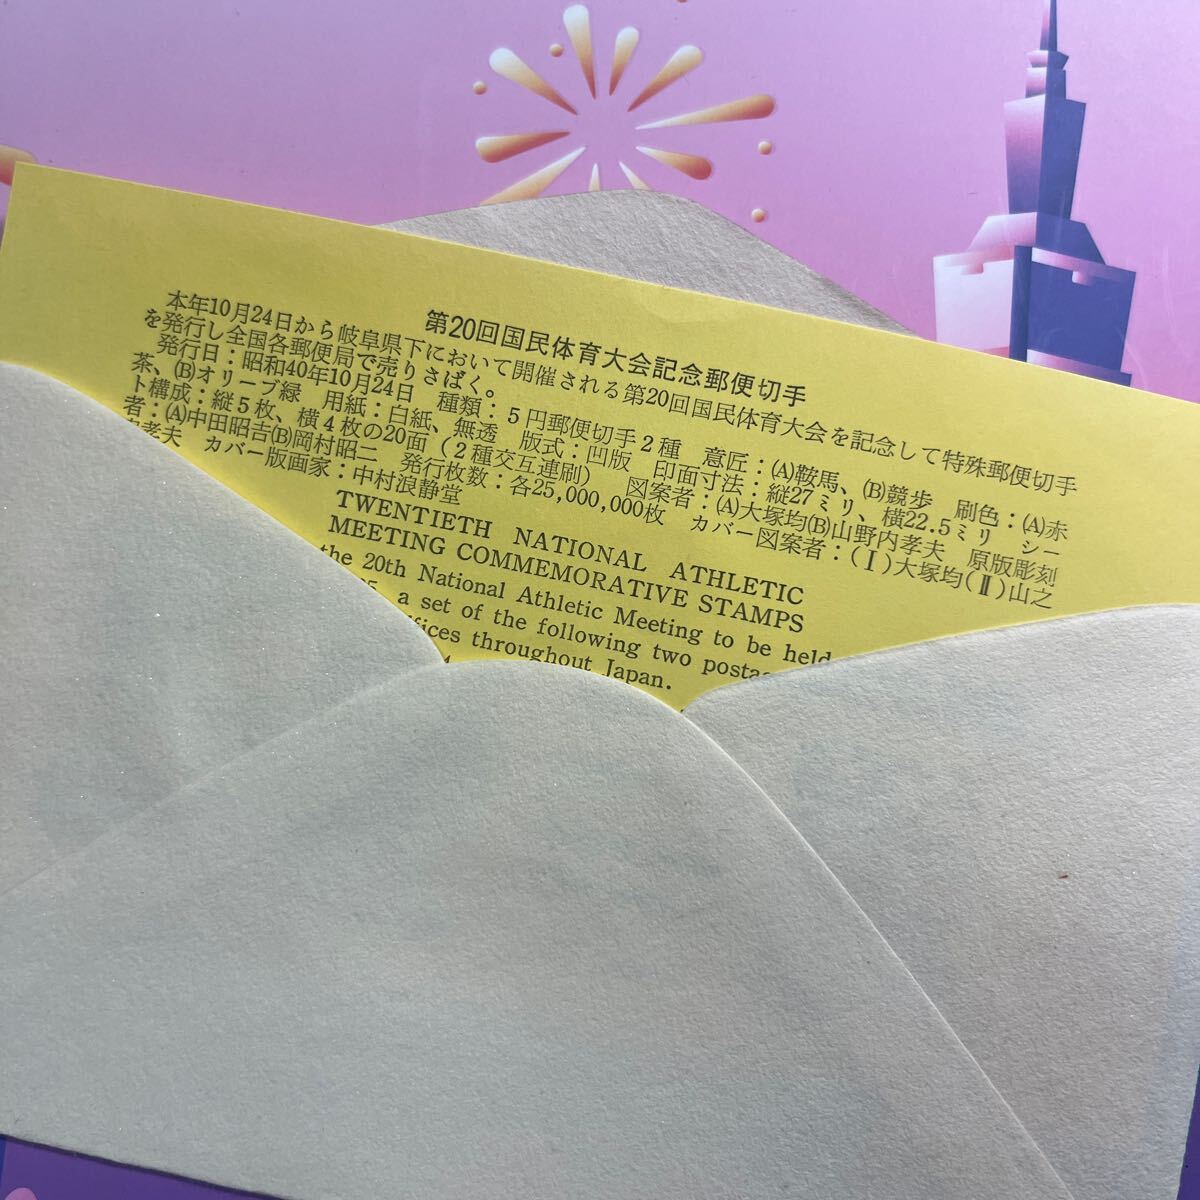 第20回国民体育大会記念郵便切手
本年10月24日から岐阜県下において開催される第20回国民体育大会を記念して特殊郵便切手
を発行し全国各郵便局で売りさばく。
発行日：昭和40年10月24日 種類：５円郵便切手２種 意匠：(A)鞍馬、(B)競歩 刷色：(A)赤
茶、(B)オリーブ緑 用紙：白紙、無透 版式：凹版 印面寸法：縦27ミリ、横22.5ミリ シー
ト構成：縦５枚、横４枚の20面（２種交互連刷） 図案者：(A)大塚均(B)山野内孝夫 原版彫刻
者：(A)中田昭吉(B)岡村昭二 発行枚数：各25,000,000枚 カバー図案者：(Ⅰ)大塚均(Ⅱ)山之
孝夫 カバー版画家：中村浪静堂
TWENTIETH NATIONAL ATHLETIC
MEETING COMMEMORATIVE STAMPS
the 20th National Athletic Meeting to be held
a set of the following two
throughout Japan.